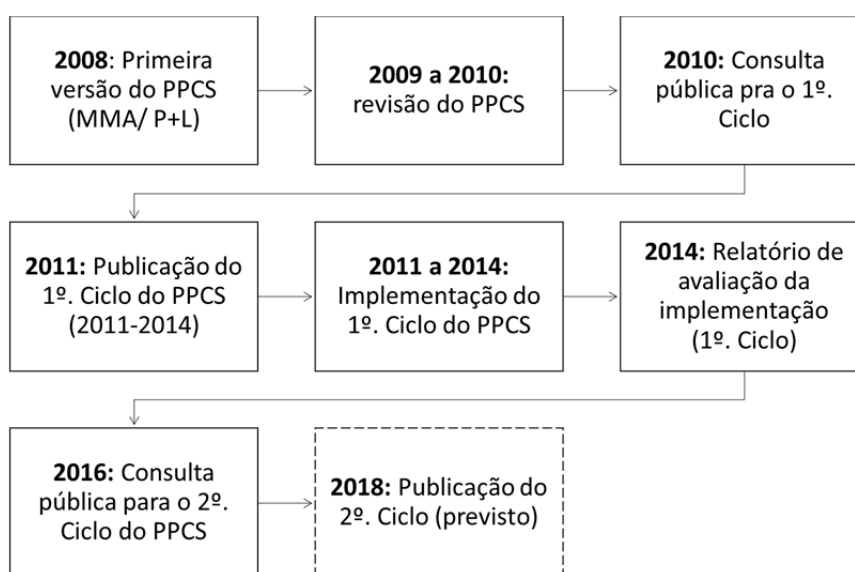 2008: Primeira
versão do PPCS
(MMA/ P+L)
2009 a 2010:
revisão do PPCS
2010: Consulta
pública pra o 1º.
Ciclo
2011: Publicação do
1º. Ciclo do PPCS
(2011-2014)
2011 a 2014:
Implementação do
1º. Ciclo do PPCS
2014: Relatório de
avaliação da
implementação
(1º. Ciclo)
2016: Consulta
pública para o 2º.
Ciclo do PPCS
2018: Publicação do
2º. Ciclo (previsto)